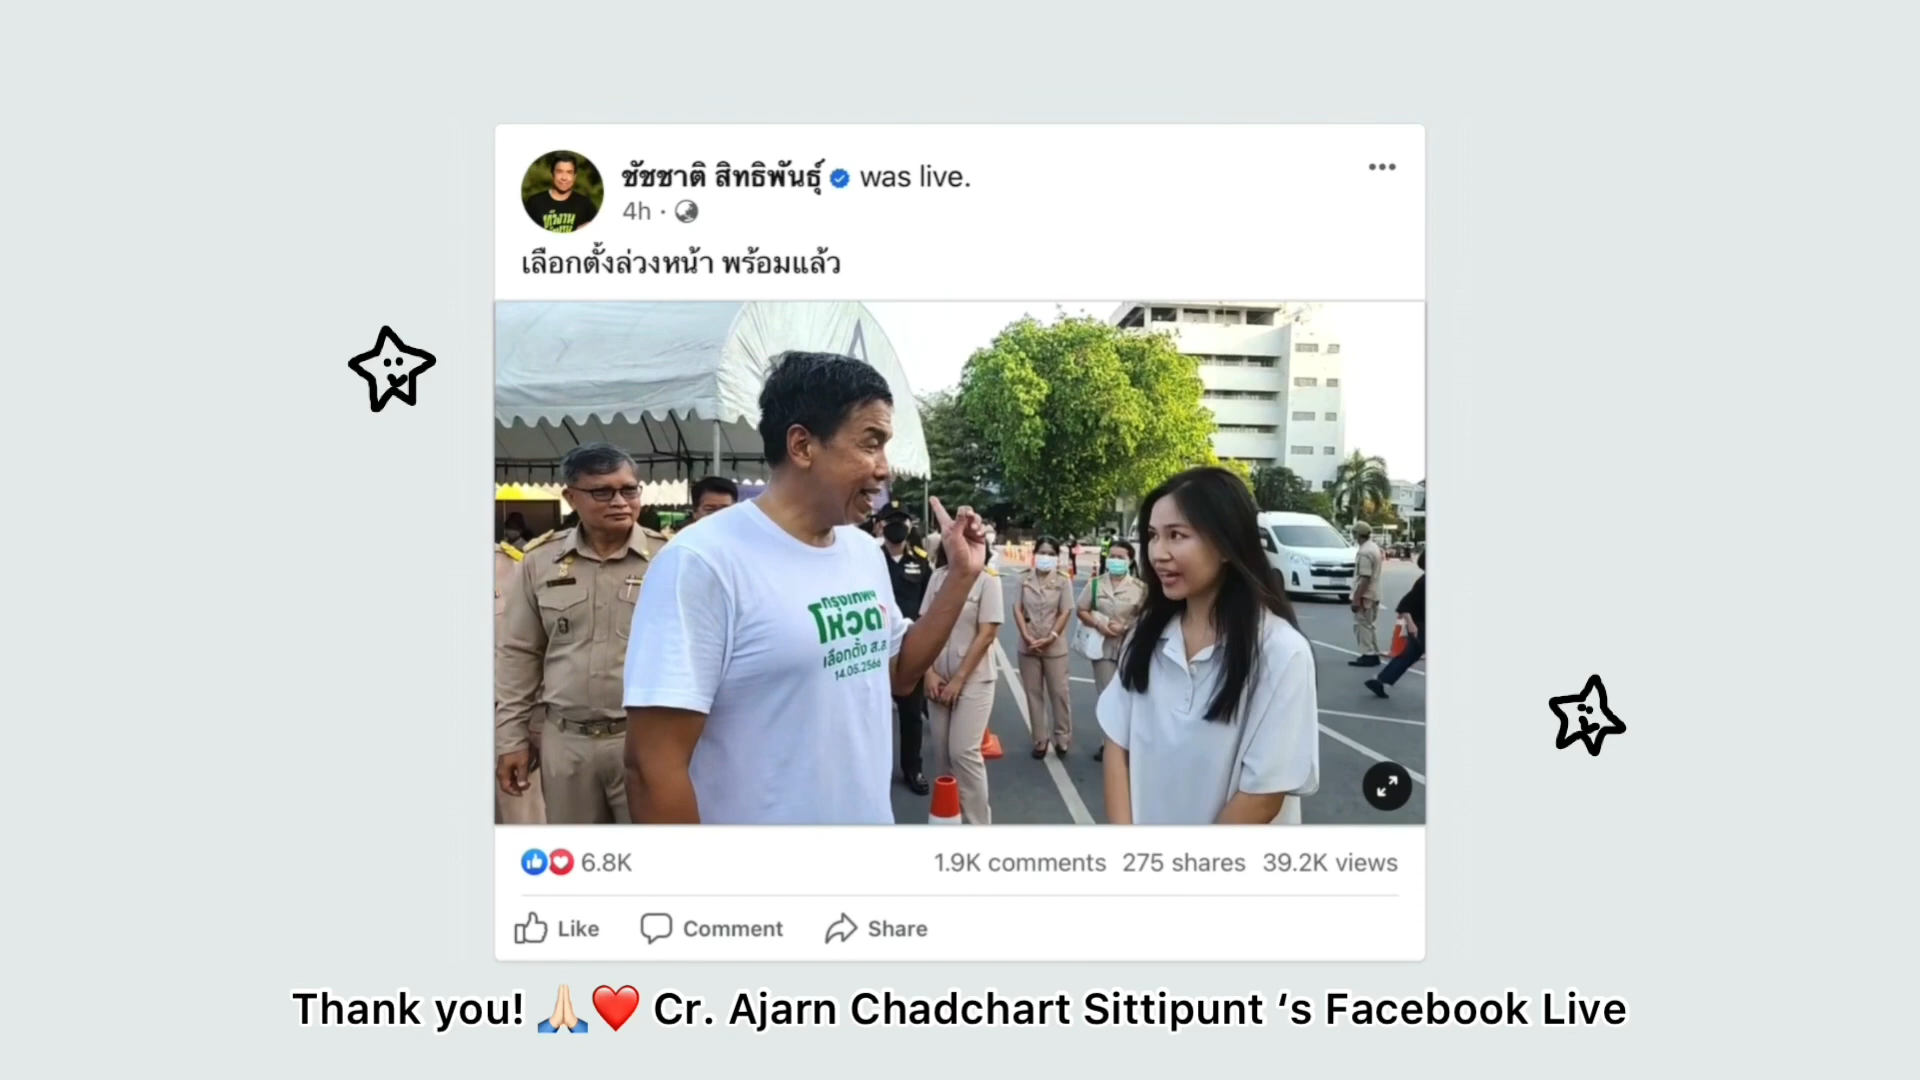 ชัชชาติ สิทธิพันธุ์ was live.
4h ·
เลือกตั้งล่วงหน้า พร้อมแล้ว
กรุงเทพฯ
โหวต
เลือกตั้ง ส.ส.
14.05.2566
6.8K 1.9K comments 275 shares 39.2K views
Like Comment Share
Thank you! 🙏🏻❤️ Cr. Ajarn Chadchart Sittipunt ‘s Facebook Live